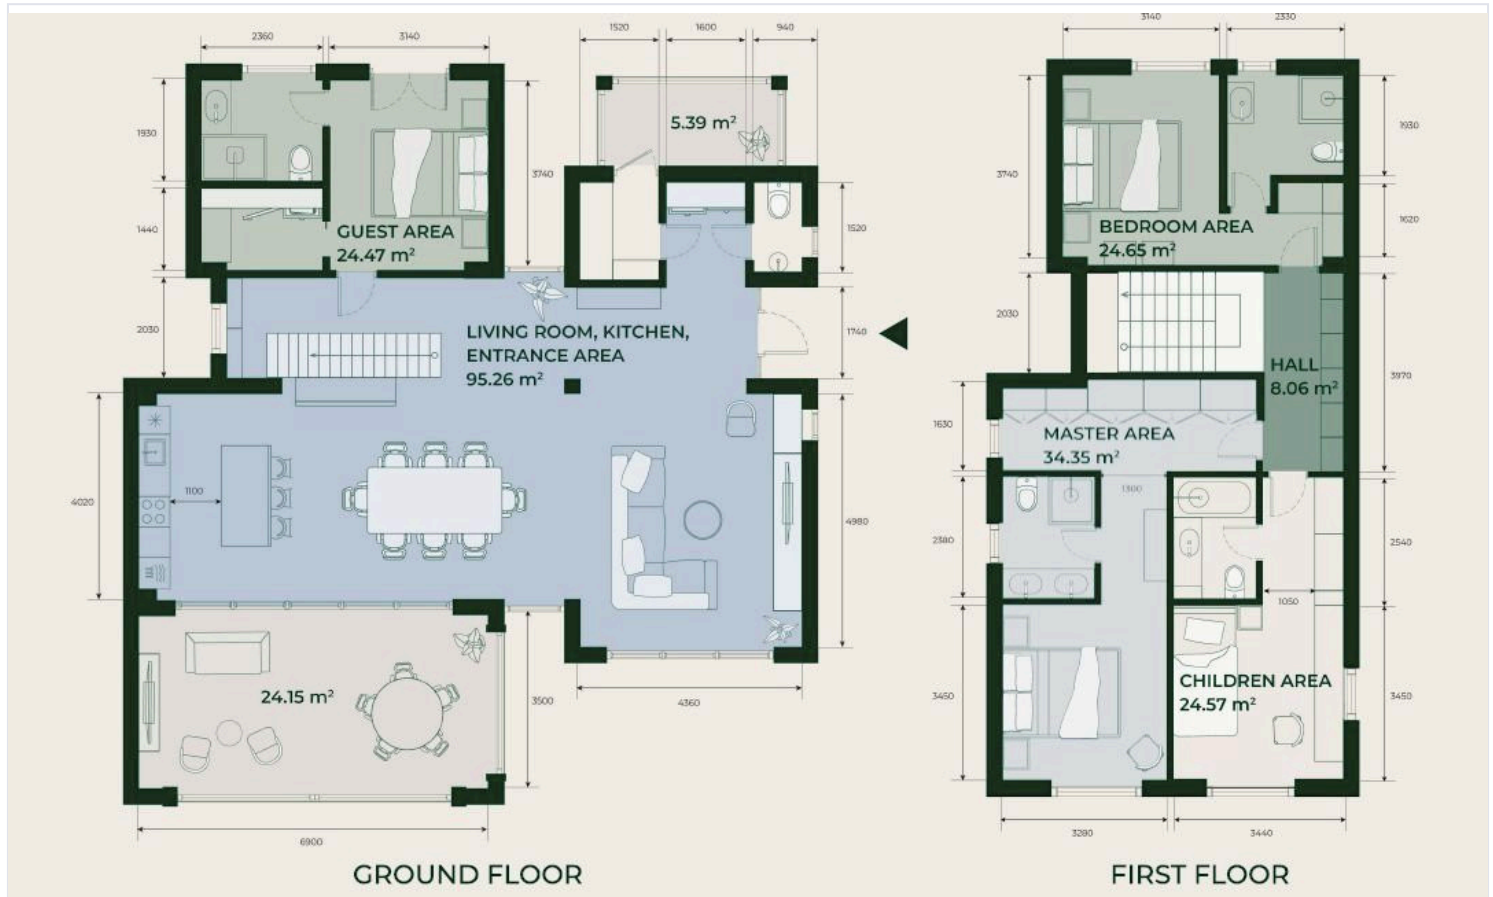 2360
3140
1520
1600
940
3140
2330
1930
1440
2030
4020
3740
5.39 m²
1520
1740
4980
GUEST AREA
24.47 m²
LIVING ROOM, KITCHEN,
ENTRANCE AREA
95.26 m²
1100
24.15 m²
3500
4360
6900
GROUND FLOOR
3740
2030
1630
2380
3450
1930
1620
3970
2540
3450
BEDROOM AREA
24.65 m²
HALL
8.06 m²
MASTER AREA
34.35 m²
1300
1050
CHILDREN AREA
24.57 m²
3280
3440
FIRST FLOOR